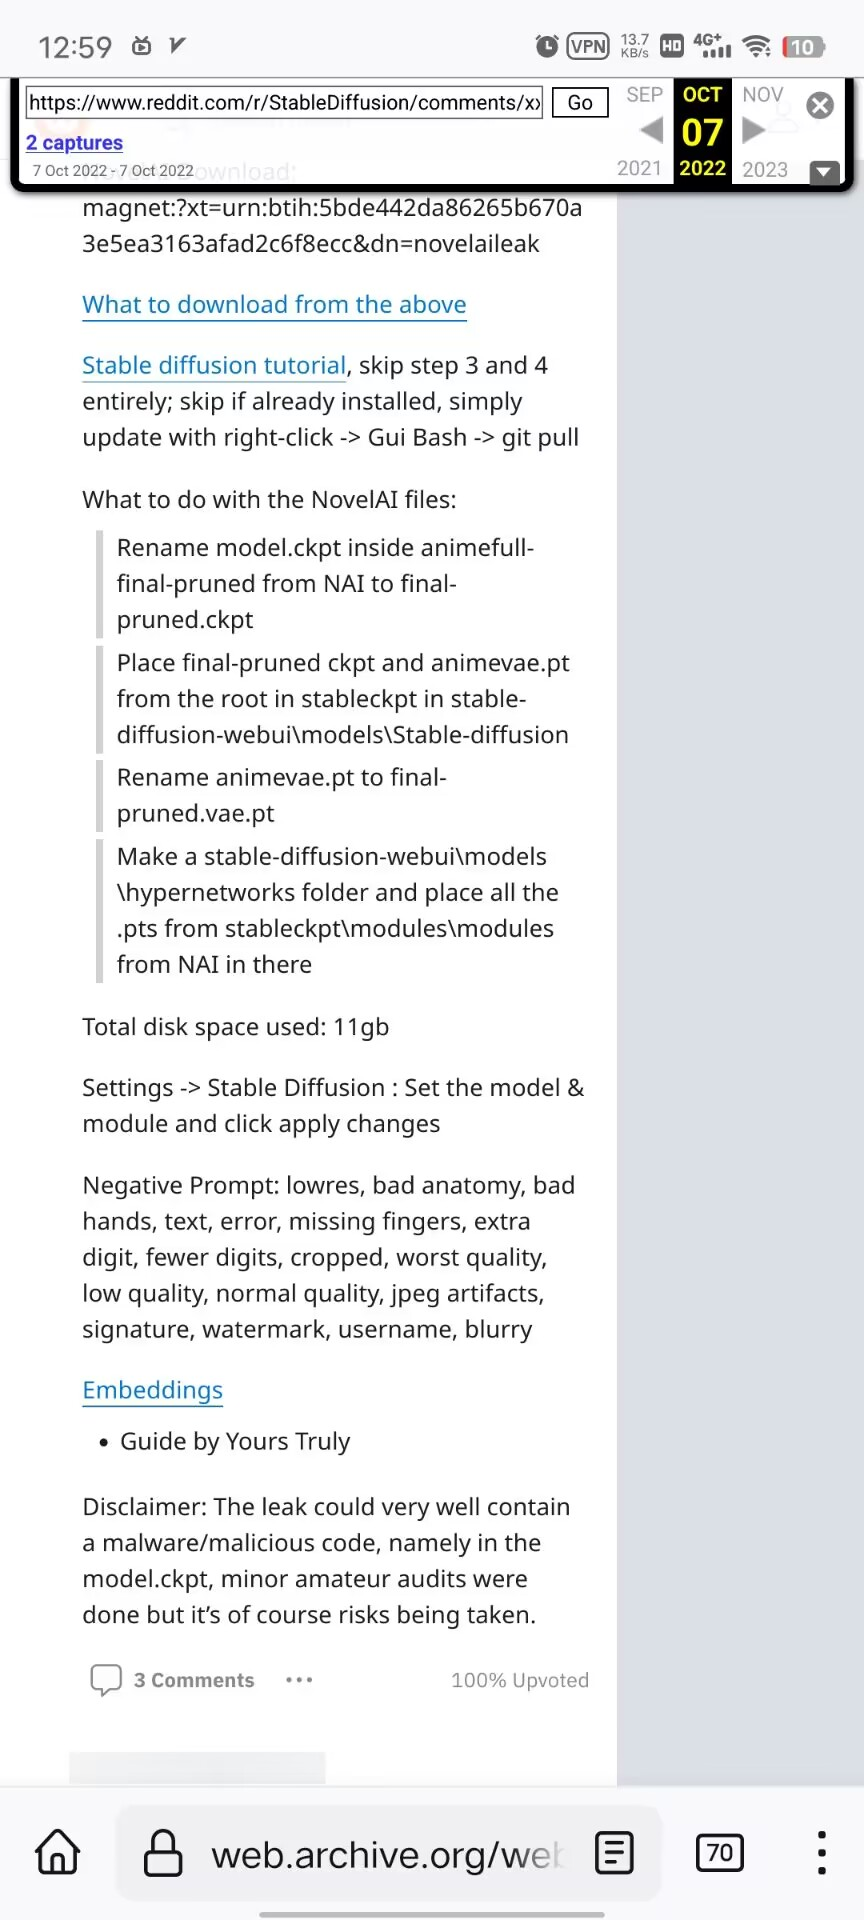 12:59
VPN
13.7
KB/s
HD
4G+
10
https://www.reddit.com/r/StableDiffusion/comments/x
Go
SEP
OCT
NOV
2 captures
07
7 Oct 2022 - 7 Oct 2022
2021
2022
2023
Download:
magnet:?xt=urn:btih:5bde442da86265b670a
3e5ea3163afad2c6f8ecc&dn=novelaileak
What to download from the above
Stable diffusion tutorial, skip step 3 and 4
entirely; skip if already installed, simply
update with right-click -> Gui Bash -> git pull
What to do with the NovelAI files:
Rename model.ckpt inside animefull-
final-pruned from NAI to final-
pruned.ckpt
Place final-pruned ckpt and animevae.pt
from the root in stableckpt in stable-
diffusion-webui\models\Stable-diffusion
Rename animevae.pt to final-
pruned.vae.pt
Make a stable-diffusion-webui\models
\hypernetworks folder and place all the
.pts from stableckpt\modules\modules
from NAI in there
Total disk space used: 11gb
Settings -> Stable Diffusion : Set the model &
module and click apply changes
Negative Prompt: lowres, bad anatomy, bad
hands, text, error, missing fingers, extra
digit, fewer digits, cropped, worst quality,
low quality, normal quality, jpeg artifacts,
signature, watermark, username, blurry
Embeddings
• Guide by Yours Truly
Disclaimer: The leak could very well contain
a malware/malicious code, namely in the
model.ckpt, minor amateur audits were
done but it's of course risks being taken.
3 Comments
100% Upvoted
web.archive.org/web
70